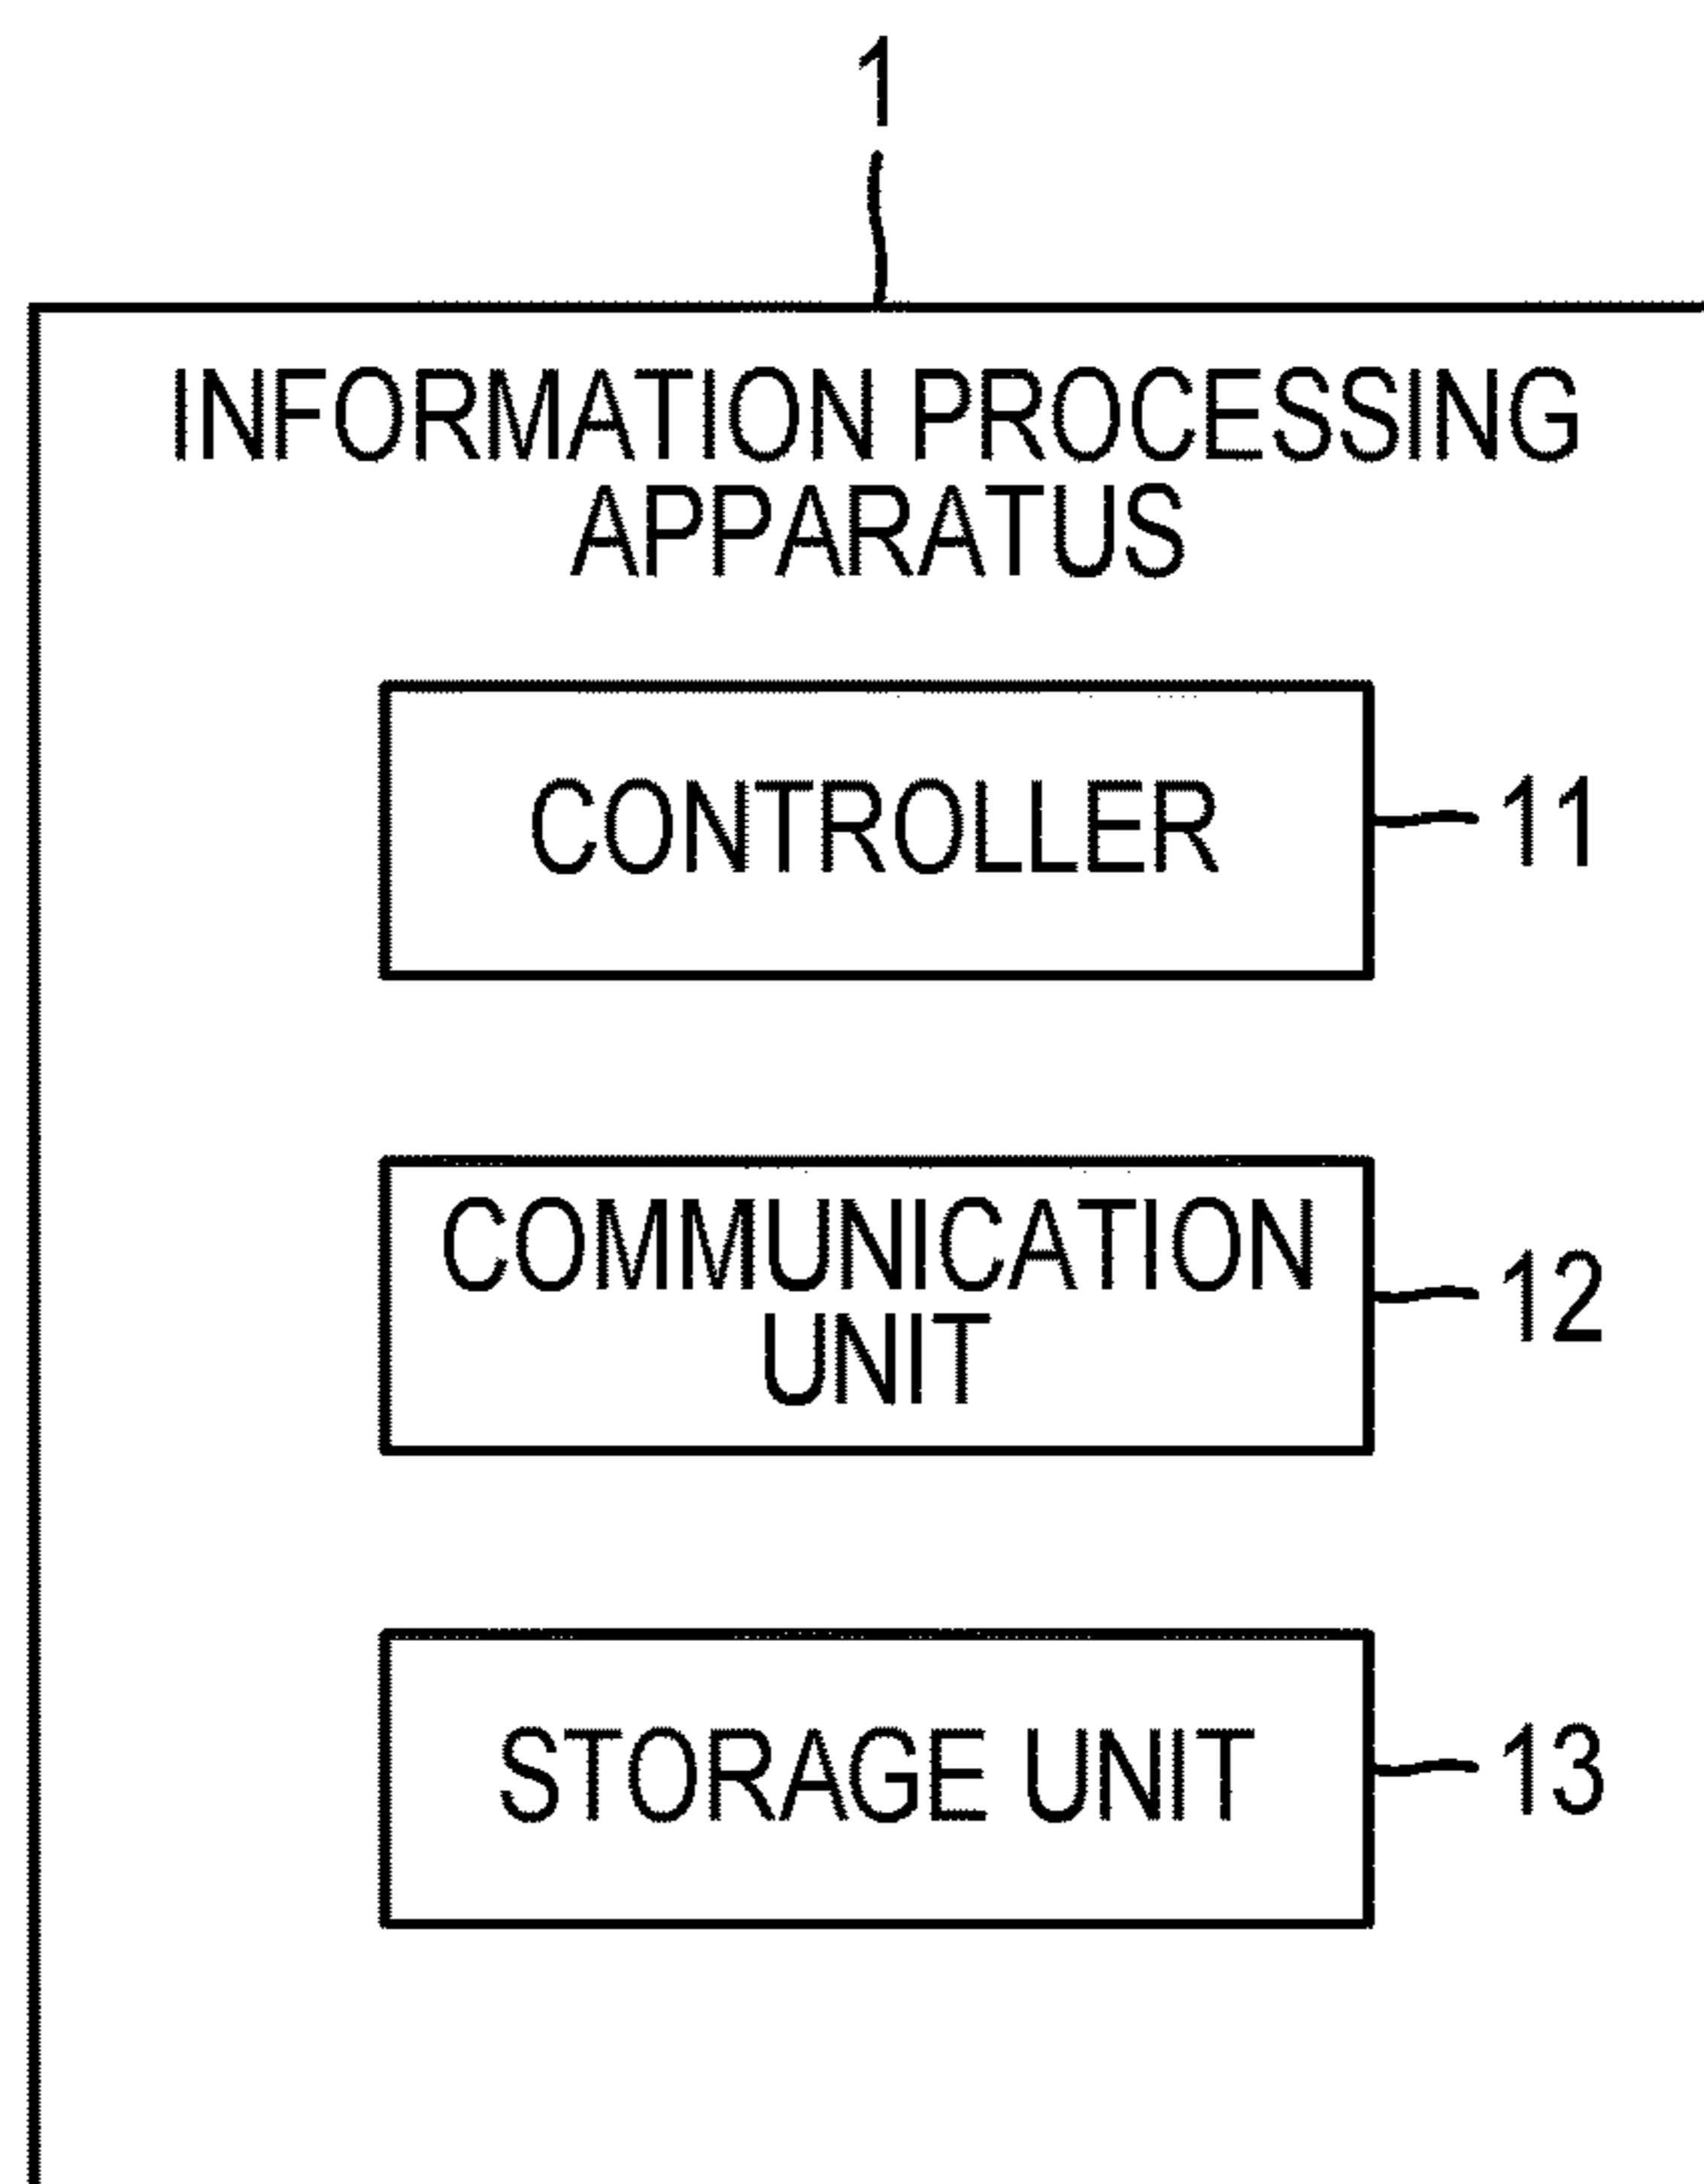 1
INFORMATION PROCESSING
APPARATUS
CONTROLLER
11
COMMUNICATION
UNIT
12
STORAGE UNIT
13